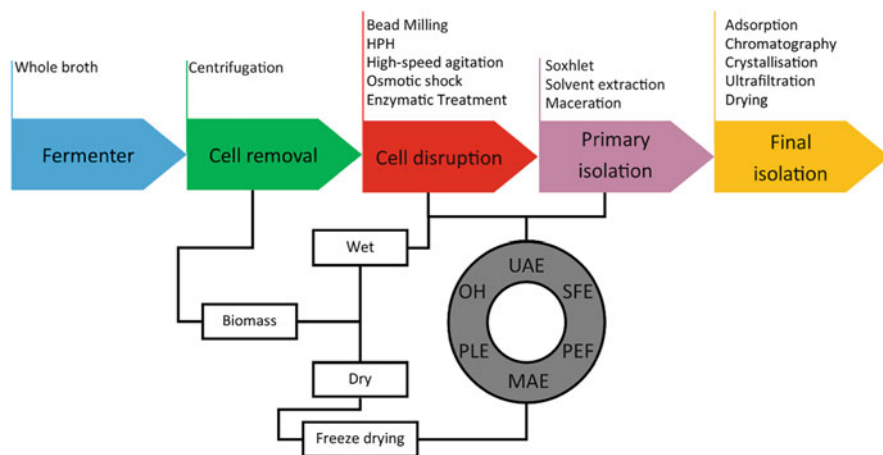 Whole broth
Centrifugation
Bead Milling
HPH
High-speed agitation
Osmotic shock
Enzymatic Treatment
Soxhlet
Solvent extraction
Maceration
Adsorption
Chromatography
Crystallisation
Ultrafiltration
Drying
Fermenter
Cell removal
Cell disruption
Primary
isolation
Final
isolation
Wet
Biomass
Dry
Freeze drying
UAE
OH
SFE
PLE
PEF
MAE